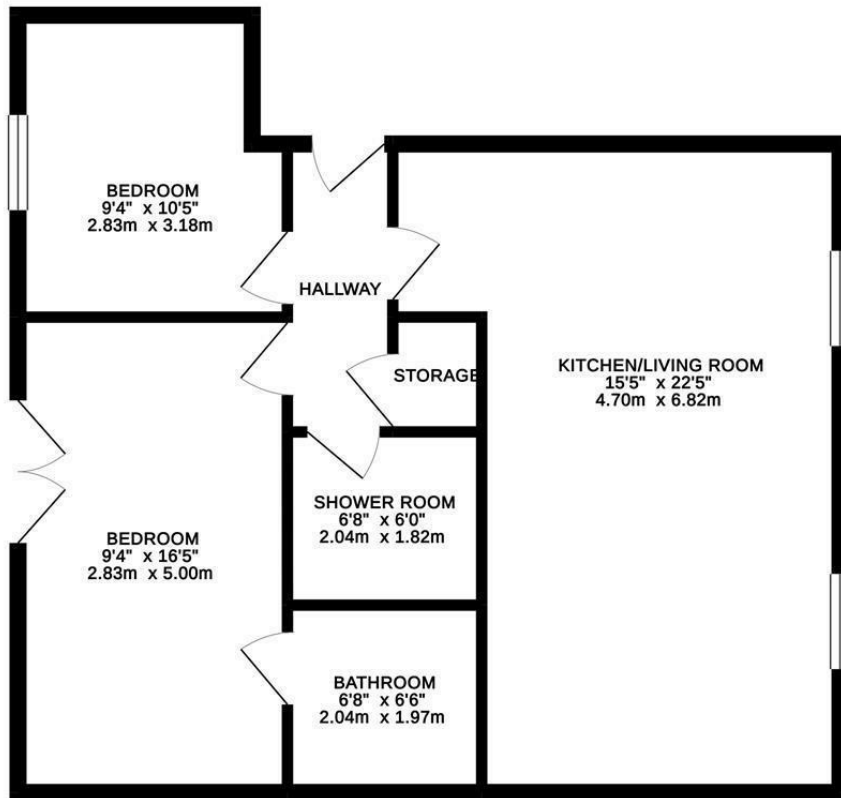 BEDROOM
9'4" x 10'5"
2.83m x 3.18m
HALLWAY
STORAGE
KITCHEN/LIVING ROOM
15'5" x 22'5"
4.70m x 6.82m
SHOWER ROOM
6'8" x 6'0"
2.04m x 1.82m
BEDROOM
9'4" x 16'5"
2.83m x 5.00m
BATHROOM
6'8" x 6'6"
2.04m x 1.97m